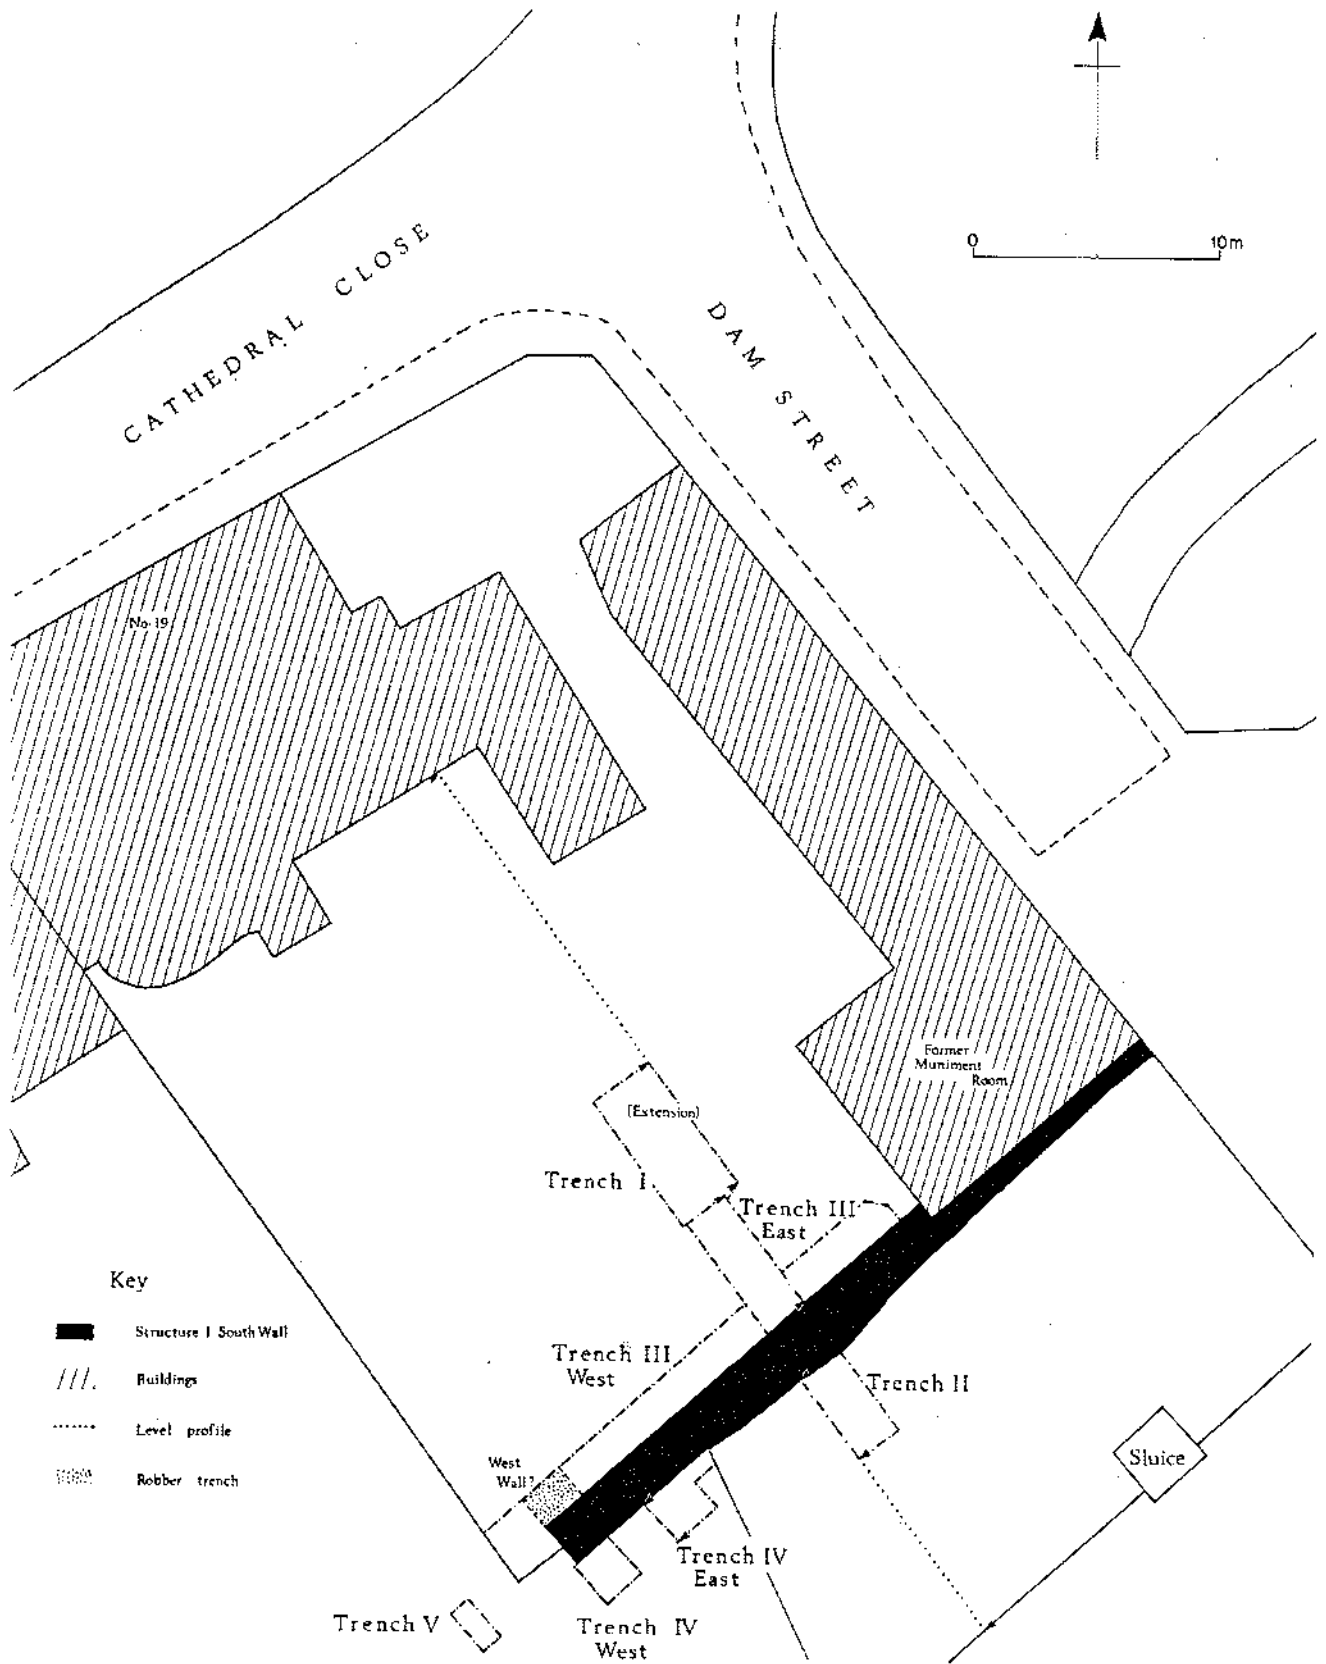 0 10m
CATHEDRAL CLOSE
DAM STREET
No 19
Former
Muniment
Room
(Extension)
Trench I
Trench III
East
Trench III
West
Trench II
West
Wall?
Sluice
Trench IV
East
Trench V
Trench IV
West
Key
Structure I South Wall
Buildings
Level profile
Robber trench